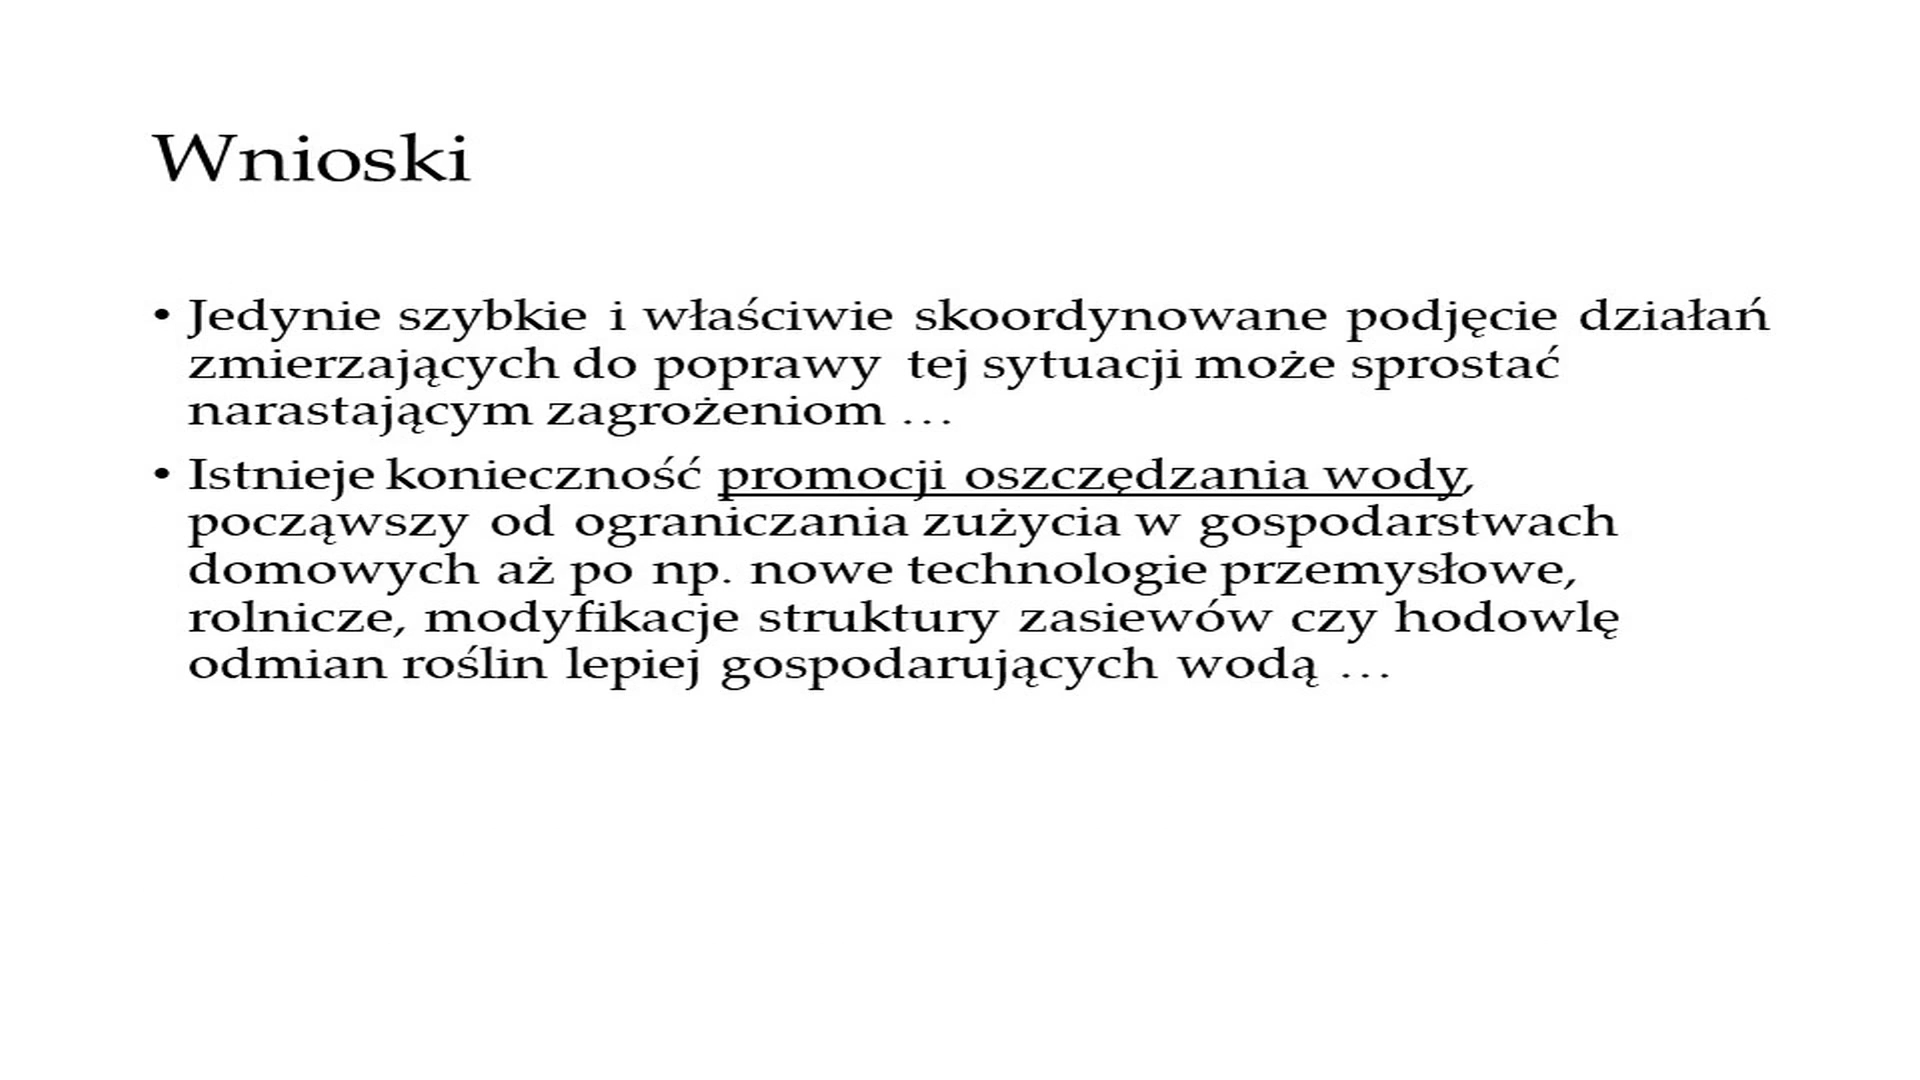 Wnioski
• Jedynie szybkie i właściwie skoordynowane podjęcie działań
zmierzających do poprawy tej sytuacji może sprostać
narastającym zagrożeniom …
• Istnieje konieczność promocji oszczędzania wody,
począwszy od ograniczania zużycia w gospodarstwach
domowych aż po np. nowe technologie przemysłowe,
rolnicze, modyfikacje struktury zasiewów czy hodowlę
odmian roślin lepiej gospodarujących wodą …